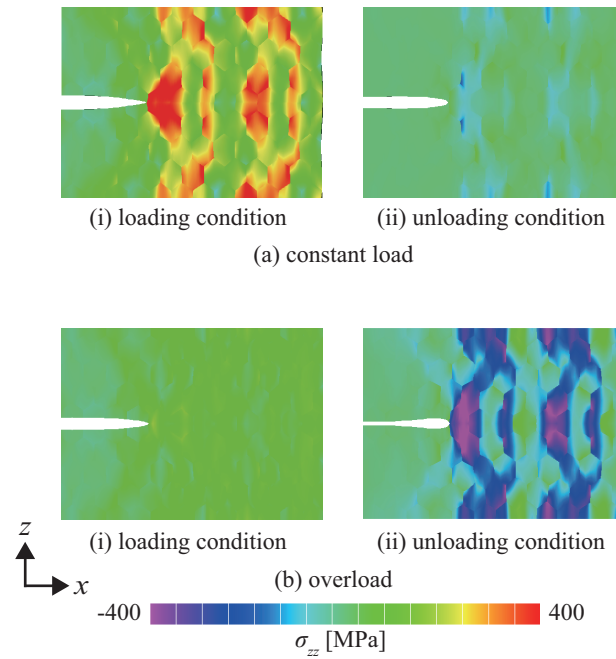 (i) loading condition (ii) unloading condition
(a) constant load
(i) loading condition (ii) unloading condition
(b) overload
z
x
-400 400
σzz [MPa]